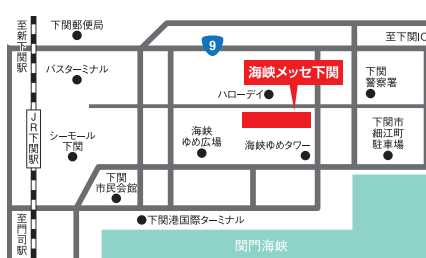 至新下関駅
下関郵便局
9
至下関IC
バスターミナル
海峡メッセ下関
ハローデイ
下関
警察署
JR下関駅
シーモール
下関
海峡
ゆめ広場
海峡ゆめタワー
下関市
細江町
駐車場
下関
市民会館
至門司駅
下関港国際ターミナル
関門海峡